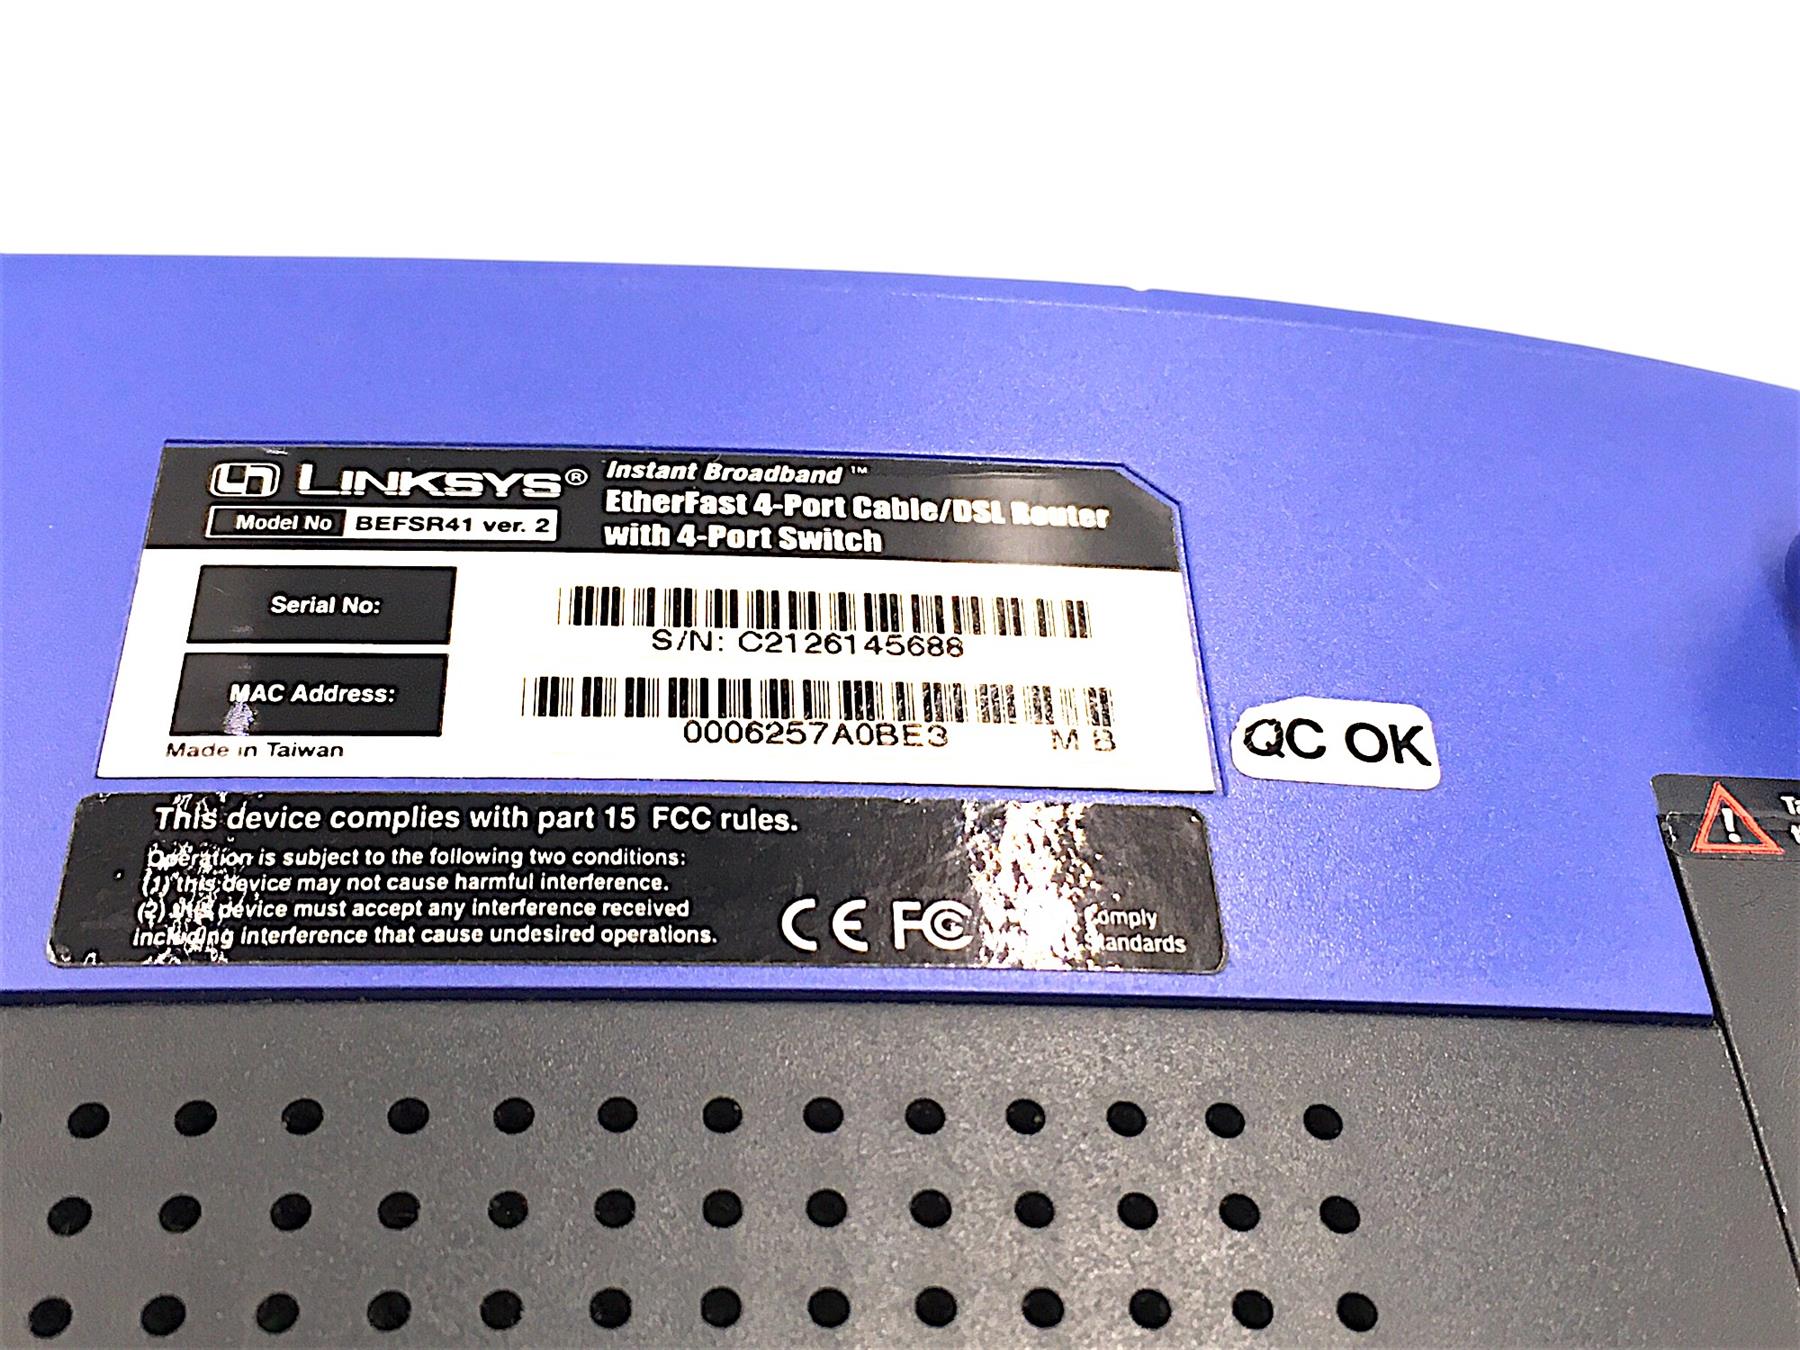 LINKSYS®
Model No BEFSR41 ver. 2
Instant Broadband™
EtherFast 4-Port Cable/DSL Router
with 4-Port Switch
Serial No:
S/N: C2126145688
MAC Address:
0006257A0BE3 M B
Made in Taiwan
QC OK
This device complies with part 15 FCC rules.
Operation is subject to the following two conditions:
(1) this device may not cause harmful interference.
(2) this device must accept any interference received
including interference that cause undesired operations.
CE FC
Comply
Standards